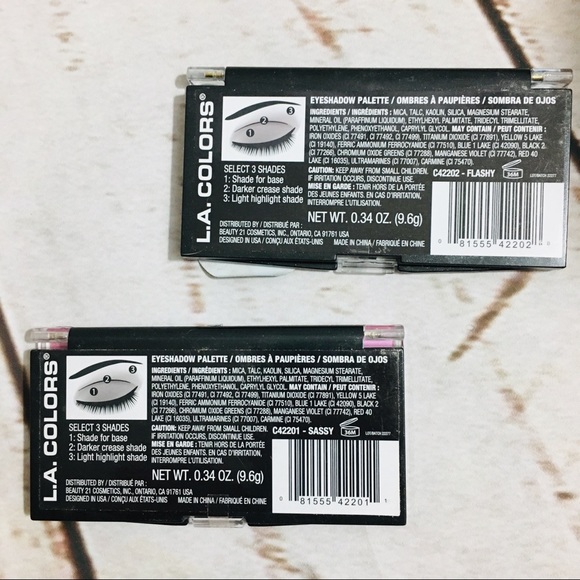 L.A. COLORS®
3
2
1
SELECT 3 SHADES
1: Shade for base
2: Darker crease shade
3: Light highlight shade
DISTRIBUTED BY / DISTRIBUÉ PAR :
BEAUTY 21 COSMETICS, INC., ONTARIO, CA 91761 USA
DESIGNED IN USA / CONÇU AUX ÉTATS-UNIS
EYESHADOW PALETTE / OMBRES À PAUPIÈRES / SOMBRA DE OJOS
INGREDIENTS / INGRÉDIENTS : MICA, TALC, KAOLIN, SILICA, MAGNESIUM STEARATE,
MINERAL OIL (PARAFFINUM LIQUIDUM), ETHYLHEXYL PALMITATE, TRIDECYL TRIMELLITATE,
POLYETHYLENE, PHENOXYETHANOL, CAPRYLYL GLYCOL. MAY CONTAIN / PEUT CONTENIR :
IRON OXIDES (CI 77491, CI 77492, CI 77499), TITANIUM DIOXIDE (CI 77891), YELLOW 5 LAKE
(CI 19140), FERRIC AMMONIUM FERROCYANIDE (CI 77510), BLUE 1 LAKE (CI 42090), BLACK 2
(CI 77266), CHROMIUM OXIDE GREENS (CI 77288), MANGANESE VIOLET (CI 77742), RED 40
LAKE (CI 16035), ULTRAMARINES (CI 77007), CARMINE (CI 75470).
CAUTION: KEEP AWAY FROM SMALL CHILDREN.
IF IRRITATION OCCURS, DISCONTINUE USE.
MISE EN GARDE : TENIR HORS DE LA PORTÉE
DES JEUNES ENFANTS. EN CAS D'IRRITATION,
INTERROMPRE L'UTILISATION.
NET WT. 0.34 OZ. (9.6g)
MADE IN CHINA / FABRIQUÉ EN CHINE
C42202 - FLASHY
36M
0 81555 42202 0
L.A. COLORS®
3
2
1
SELECT 3 SHADES
1: Shade for base
2: Darker crease shade
3: Light highlight shade
DISTRIBUTED BY / DISTRIBUÉ PAR :
BEAUTY 21 COSMETICS, INC., ONTARIO, CA 91761 USA
DESIGNED IN USA / CONÇU AUX ÉTATS-UNIS
EYESHADOW PALETTE / OMBRES À PAUPIÈRES / SOMBRA DE OJOS
INGREDIENTS / INGRÉDIENTS : MICA, TALC, KAOLIN, SILICA, MAGNESIUM STEARATE,
MINERAL OIL (PARAFFINUM LIQUIDUM), ETHYLHEXYL PALMITATE, TRIDECYL TRIMELLITATE,
POLYETHYLENE, PHENOXYETHANOL, CAPRYLYL GLYCOL. MAY CONTAIN / PEUT CONTENIR :
IRON OXIDES (CI 77491, CI 77492, CI 77499), TITANIUM DIOXIDE (CI 77891), YELLOW 5 LAKE
(CI 19140), FERRIC AMMONIUM FERROCYANIDE (CI 77510), BLUE 1 LAKE (CI 42090), BLACK 2
(CI 77266), CHROMIUM OXIDE GREENS (CI 77288), MANGANESE VIOLET (CI 77742), RED 40
LAKE (CI 16035), ULTRAMARINES (CI 77007), CARMINE (CI 75470).
CAUTION: KEEP AWAY FROM SMALL CHILDREN.
IF IRRITATION OCCURS, DISCONTINUE USE.
MISE EN GARDE : TENIR HORS DE LA PORTÉE
DES JEUNES ENFANTS. EN CAS D'IRRITATION,
INTERROMPRE L'UTILISATION.
NET WT. 0.34 OZ. (9.6g)
MADE IN CHINA / FABRIQUÉ EN CHINE
C42201 - SASSY
36M
0 81555 42201